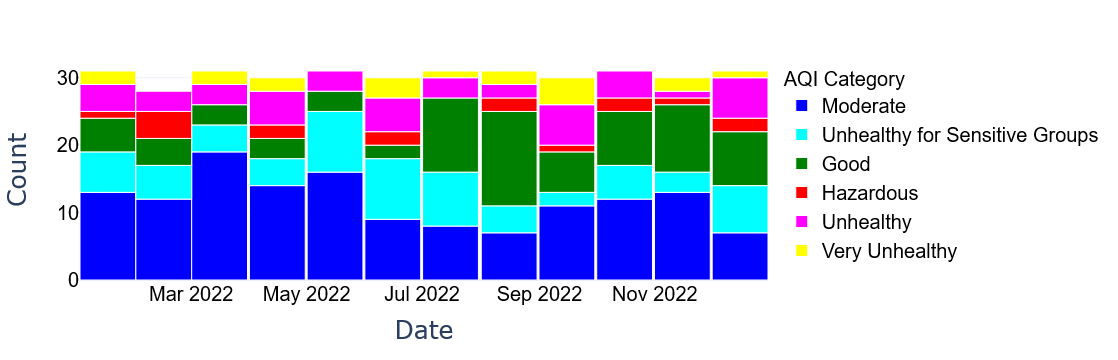 30
20
10
0
Count
Mar 2022
May 2022
Jul 2022
Sep 2022
Nov 2022
Date
AQI Category
Moderate
Unhealthy for Sensitive Groups
Good
Hazardous
Unhealthy
Very Unhealthy